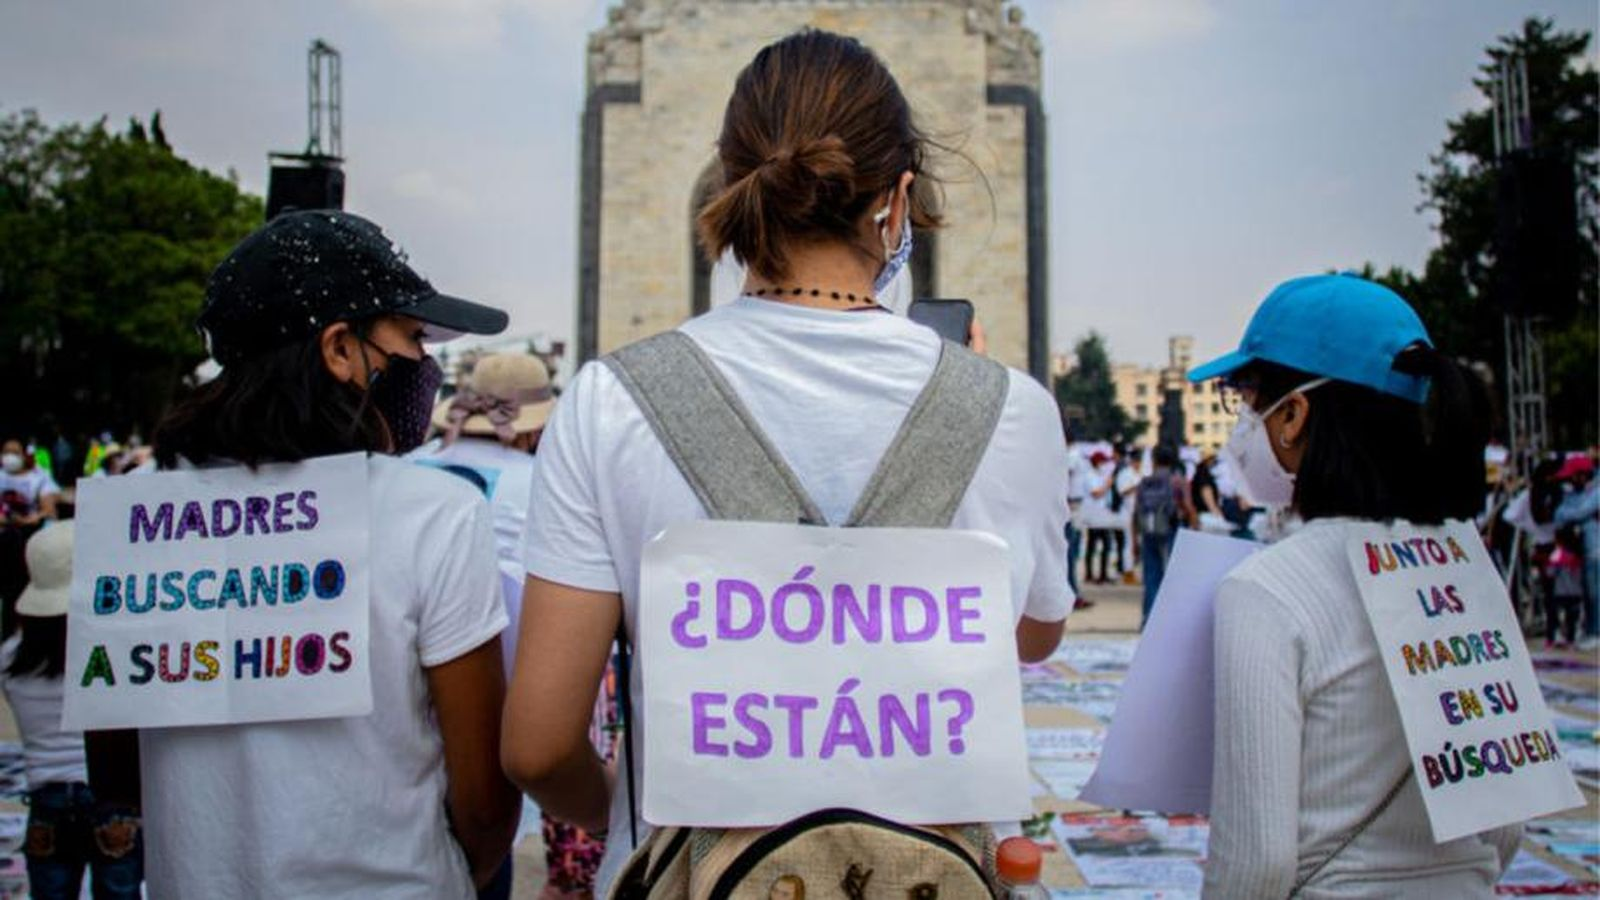 MADRES
BUSCANDO
A SUS HIJOS
¿DÓNDE
ESTÁN?
JUNTO A
LAS
MADRES
EN SU
BÚSQUEDA